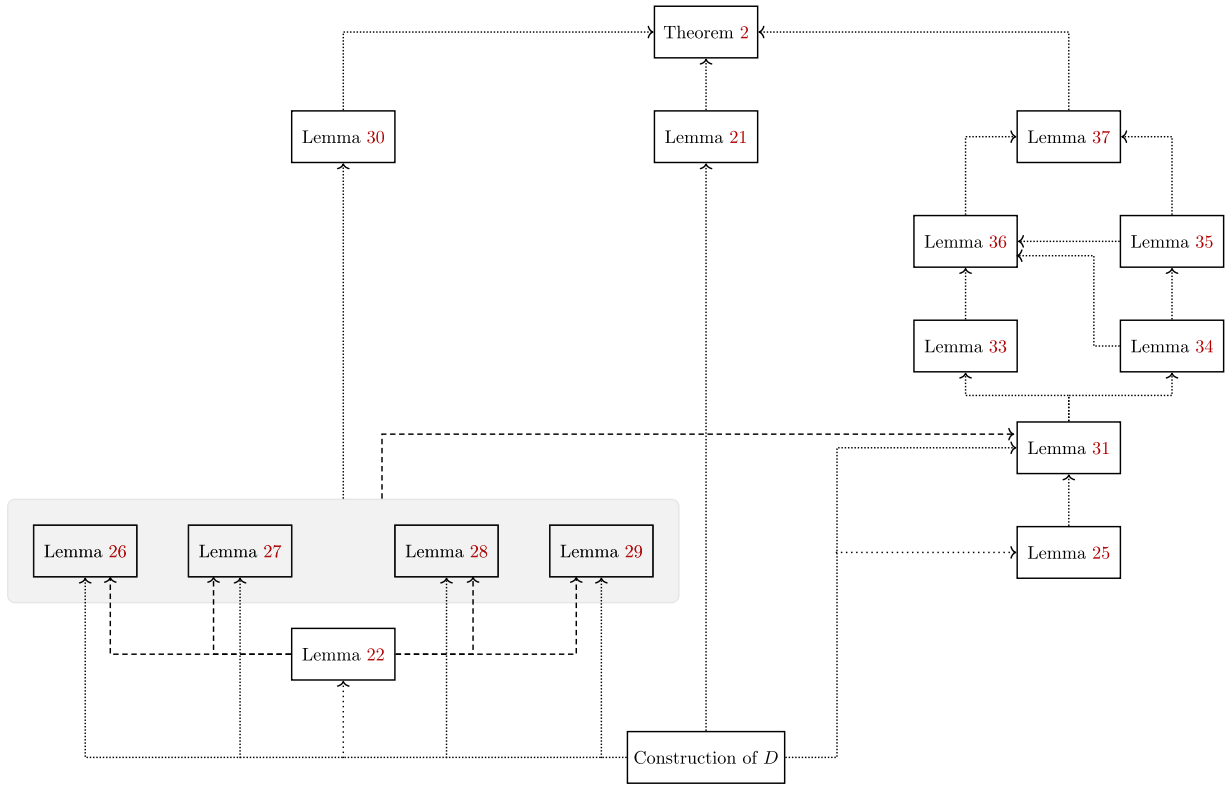 Theorem 2
Lemma 30
Lemma 21
Lemma 37
Lemma 36
Lemma 35
Lemma 33
Lemma 34
Lemma 31
Lemma 26
Lemma 27
Lemma 28
Lemma 29
Lemma 25
Lemma 22
Construction of D